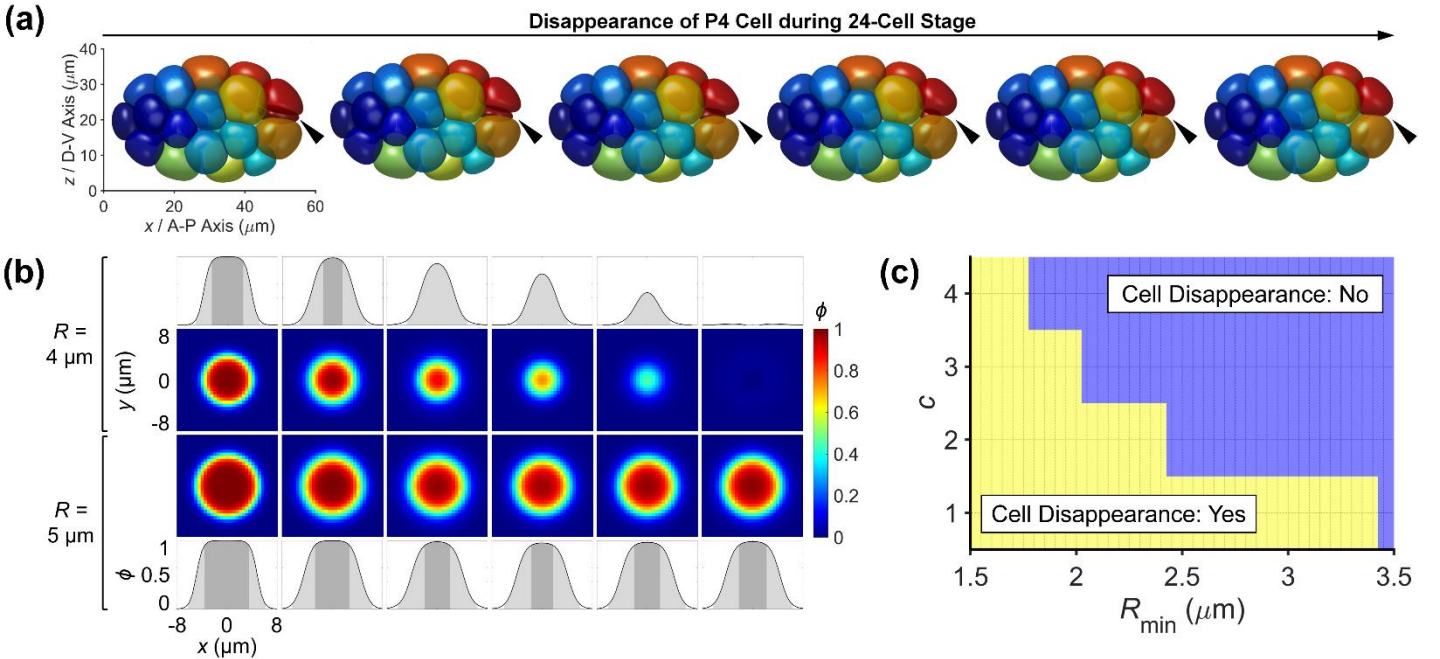 (a)
Disappearance of P4 Cell during 24-Cell Stage
z / D-V Axis (μm)
40
30
20
10
0
0 20 40 60
x / A-P Axis (μm)
(b)
R =
4 μm
R =
5 μm
y (μm)
8
0
-8
ϕ
1
0.8
0.6
0.4
0.2
0
ϕ
1
0.5
0
-8 0 8
x (μm)
(c)
c
4
3
2
1
Cell Disappearance: No
Cell Disappearance: Yes
1.5 2 2.5 3 3.5
Rmin (μm)